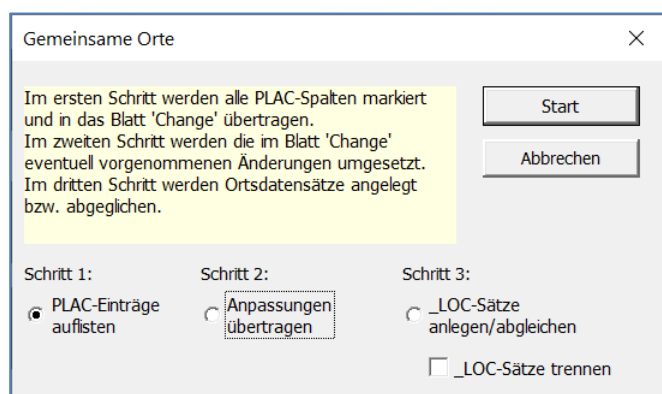 Gemeinsame Orte
Im ersten Schritt werden alle PLAC-Spalten markiert
und in das Blatt 'Change' übertragen.
Im zweiten Schritt werden die im Blatt 'Change'
eventuell vorgenommenen Änderungen umgesetzt.
Im dritten Schritt werden Ortsdatensätze angelegt
bzw. abgeglichen.
Start
Abbrechen
Schritt 1:
PLAC-Einträge
auflisten
Schritt 2:
Anpassungen
übertragen
Schritt 3:
_LOC-Sätze
anlegen/abgleichen
_LOC-Sätze trennen